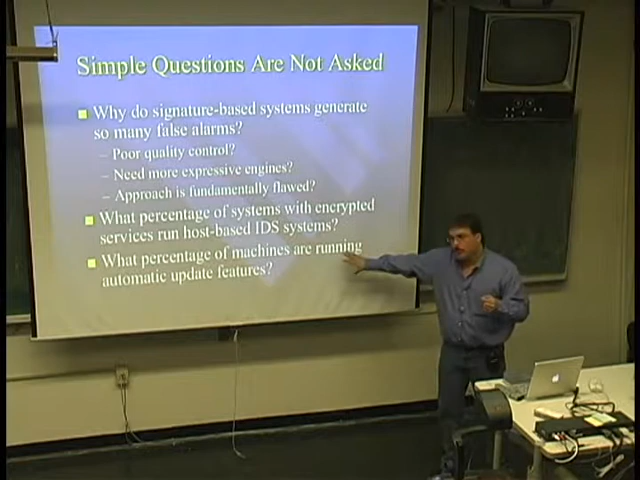 Simple Questions Are Not Asked
Why do signature-based systems generate
so many false alarms?
– Poor quality control?
– Need more expressive engines?
– Approach is fundamentally flawed?
What percentage of systems with encrypted
services run host-based IDS systems?
What percentage of machines are running
automatic update features?